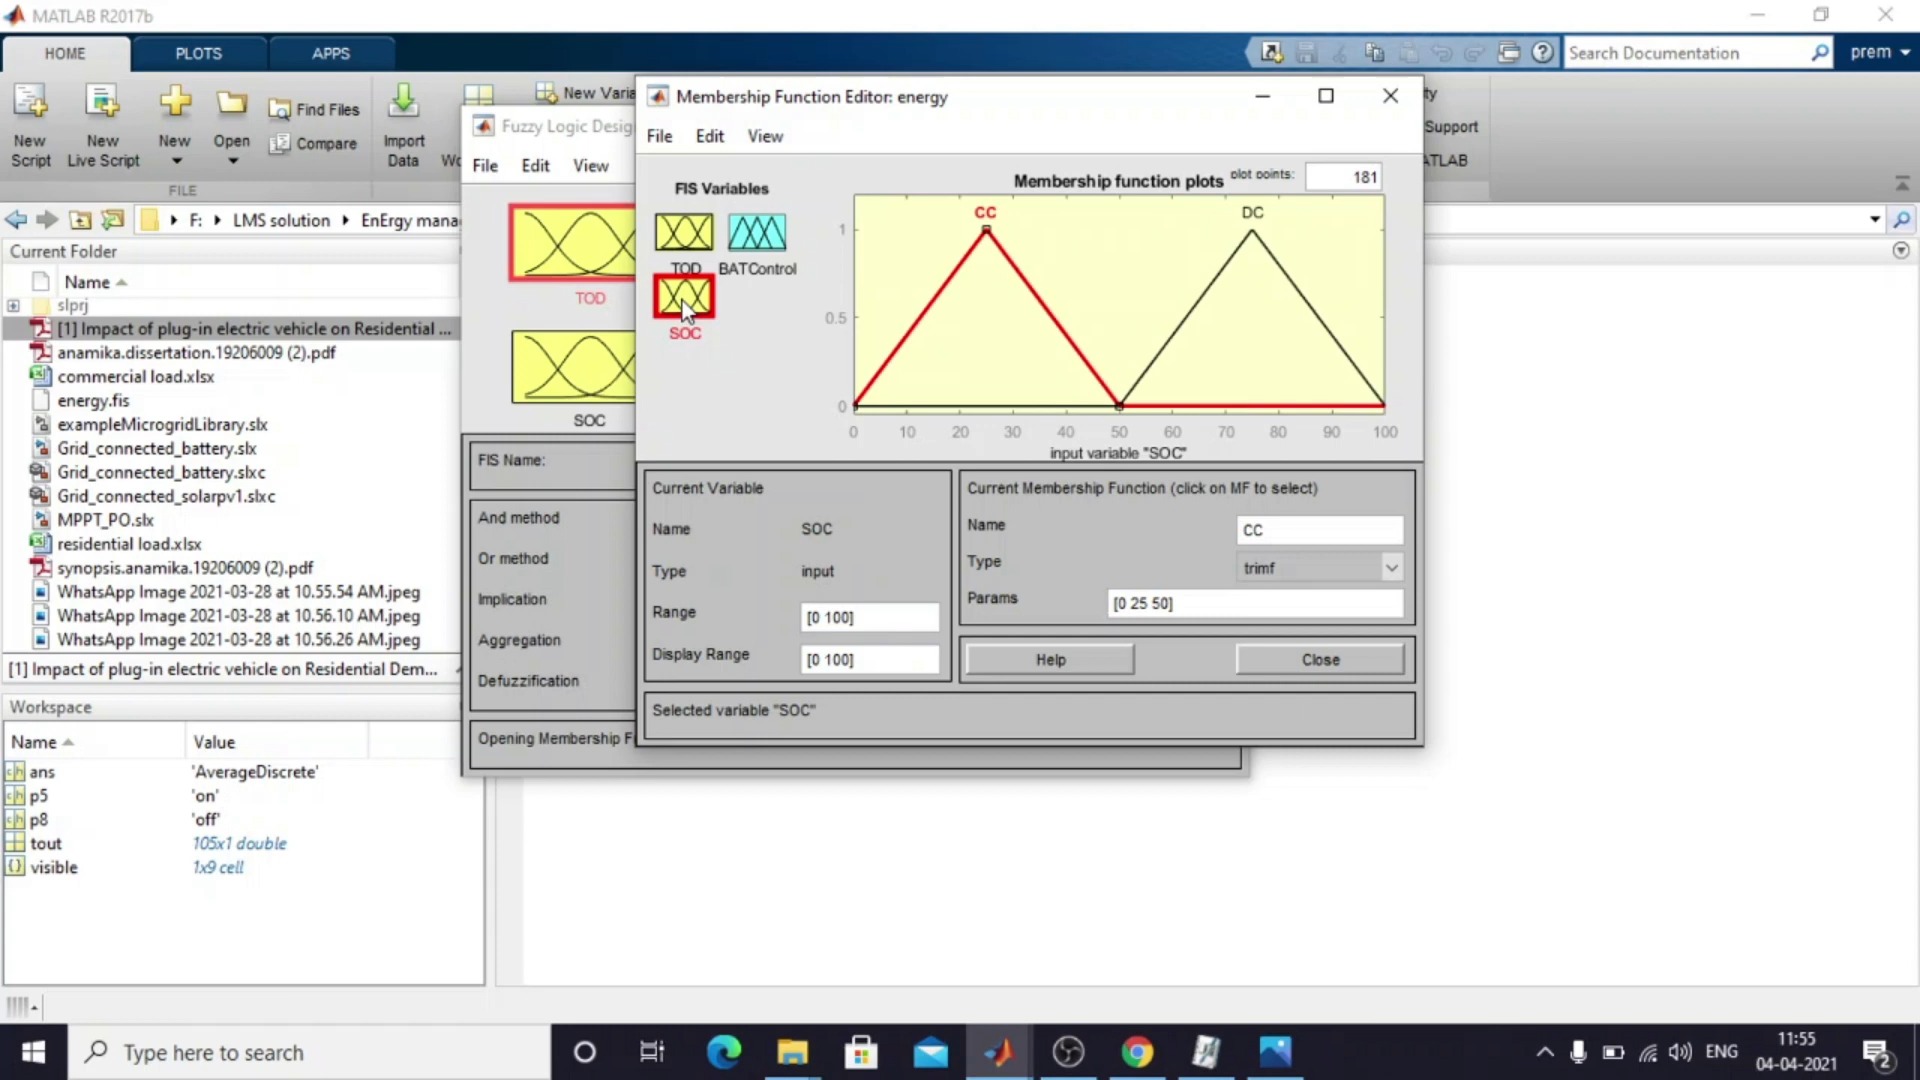 MATLAB R2017b
HOME
PLOTS
APPS
Search Documentation
prem
New Script
New Live Script
New
Open
Find Files
Compare
Import Data
New Varia
FILE
Support
F:
LMS solution
EnErgy mana
Current Folder
Name
slprj
[1] Impact of plug-in electric vehicle on Residential ...
anamika.dissertation.19206009 (2).pdf
commercial load.xlsx
energy.fis
exampleMicrogridLibrary.slx
Grid_connected_battery.slx
Grid_connected_battery.slxc
Grid_connected_solarpv1.slxc
MPPT_PO.slx
residential load.xlsx
synopsis.anamika.19206009 (2).pdf
WhatsApp Image 2021-03-28 at 10.55.54 AM.jpeg
WhatsApp Image 2021-03-28 at 10.56.10 AM.jpeg
WhatsApp Image 2021-03-28 at 10.56.26 AM.jpeg
[1] Impact of plug-in electric vehicle on Residential Dem...
Workspace
Name Value
ans 'AverageDiscrete'
p5 'on'
p8 'off'
tout 105x1 double
visible 1x9 cell
Fuzzy Logic Desig
File Edit View
TOD
SOC
FIS Name:
And method
Or method
Implication
Aggregation
Defuzzification
Opening Membership F
Membership Function Editor: energy
File Edit View
FIS Variables
TOD BATControl
SOC
Membership function plots
plot points:
181
CC
DC
1
0.5
0
0 10 20 30 40 50 60 70 80 90 100
input variable "SOC"
Current Variable
Name SOC
Type input
Range [0 100]
Display Range [0 100]
Current Membership Function (click on MF to select)
Name CC
Type trimf
Params [0 25 50]
Help
Close
Selected variable "SOC"
Type here to search
ENG
11:55
04-04-2021
2